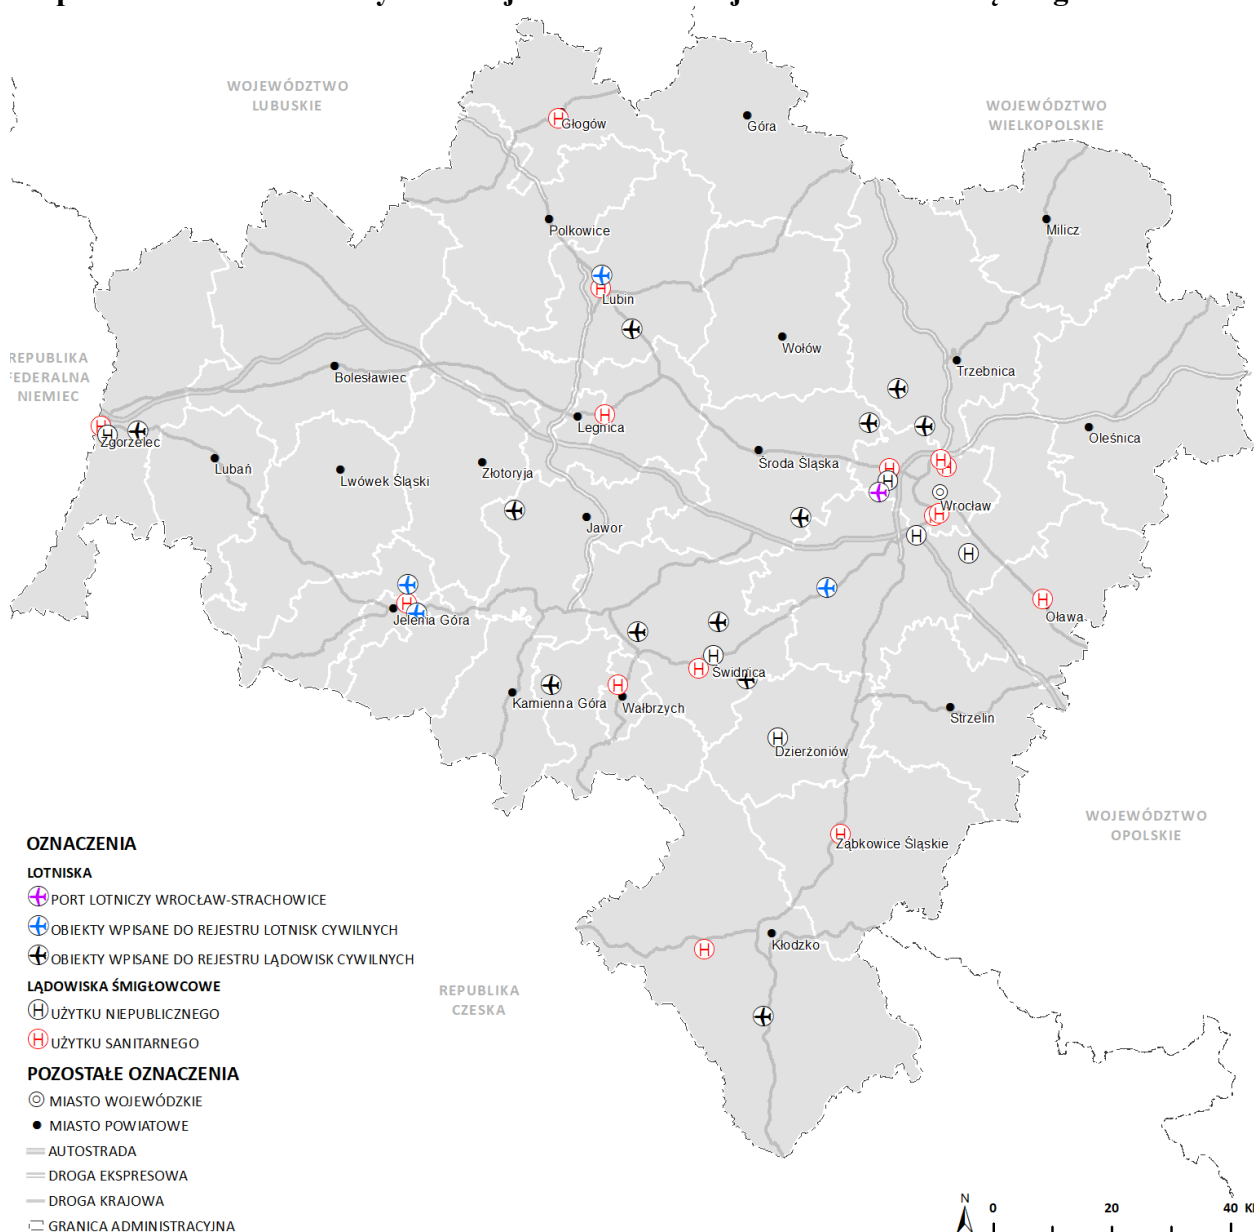 WOJEWÓDZTWO
LUBUSKIE
WOJEWÓDZTWO
WIELKOPOLSKIE
Głogów
Góra
Polkowice
Milicz
Lubin
Wołów
Trzebnica
REPUBLIKA
FEDERALNA
NIEMIEC
Bolesławiec
Legnica
Oleśnica
Zgorzelec
Lubań
Lwówek Śląski
Złotoryja
Środa Śląska
Wrocław
Jawor
Jelenia Góra
Oława
Świdnica
Kamienna Góra
Wałbrzych
Strzelin
Dzierżoniów
WOJEWÓDZTWO
OPOLSKIE
Ząbkowice Śląskie
Kłodzko
REPUBLIKA
CZESKA
OZNACZENIA
LOTNISKA
PORT LOTNICZY WROCŁAW-STRACHOWICE
OBIEKTY WPISANE DO REJESTRU LOTNISK CYWILNYCH
OBIEKTY WPISANE DO REJESTRU LĄDOWISK CYWILNYCH
LĄDOWISKA ŚMIGŁOWCOWE
H UŻYTKU NIEPUBLICZNEGO
H UŻYTKU SANITARNEGO
POZOSTAŁE OZNACZENIA
MIASTO WOJEWÓDZKIE
MIASTO POWIATOWE
AUTOSTRADA
DROGA EKSPRESOWA
DROGA KRAJOWA
GRANICA ADMINISTRACYJNA
N
0 20 40